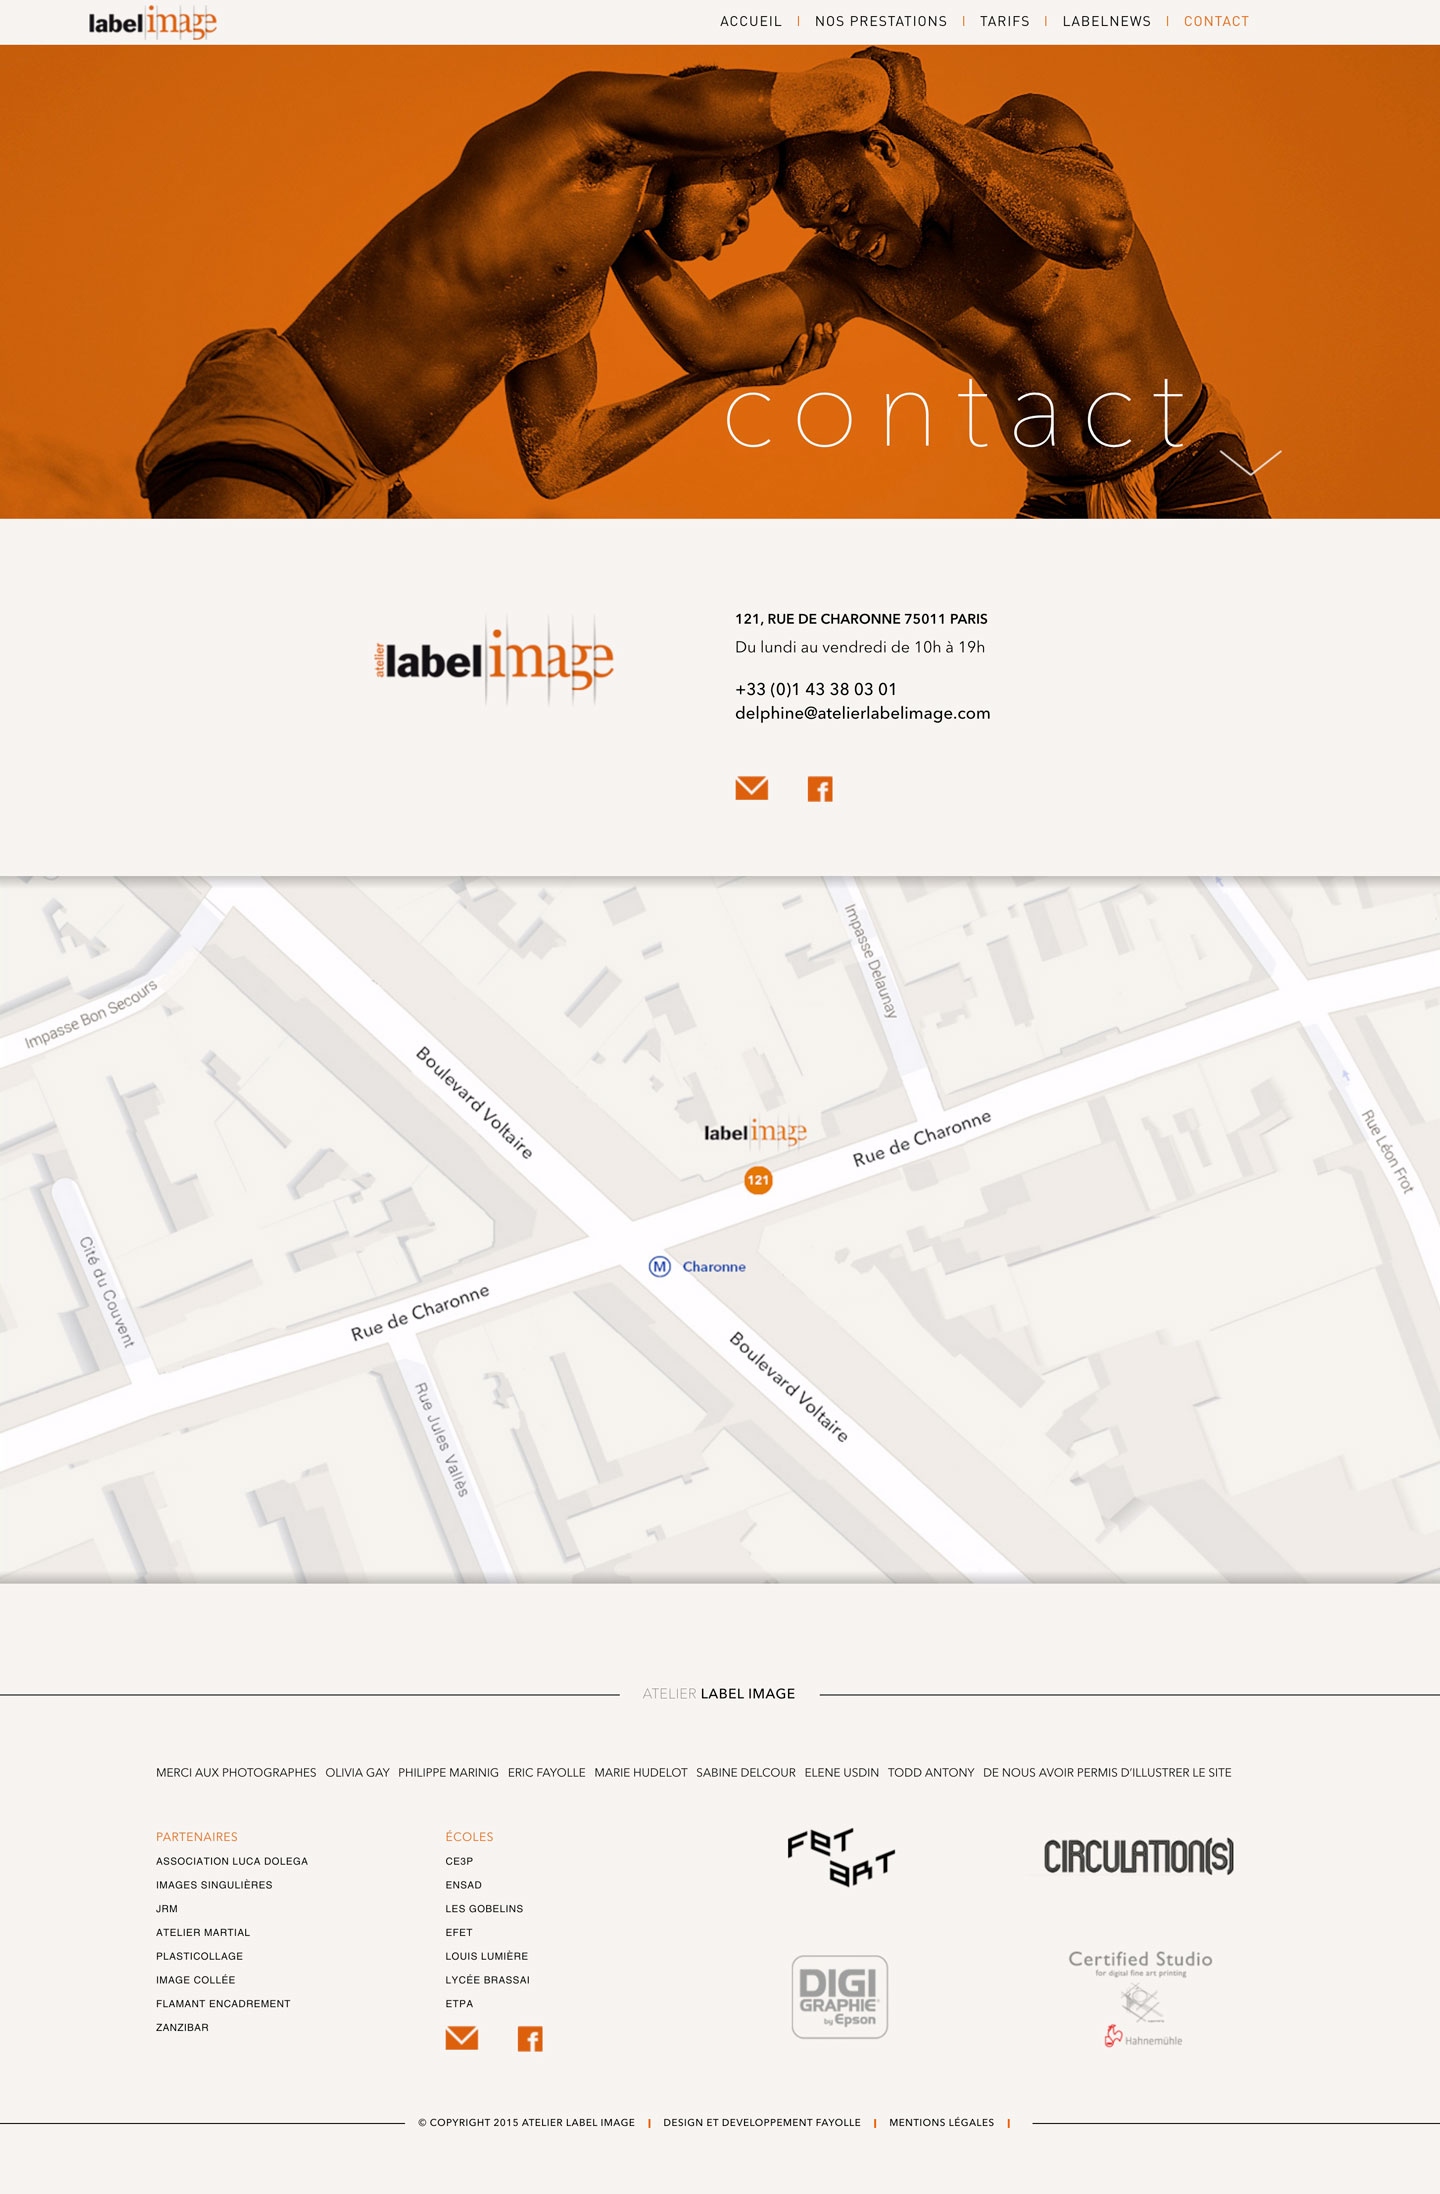 labelimage
ACCUEIL | NOS PRESTATIONS | TARIFS | LABELNEWS | CONTACT
contact
atelier labelimage
121, RUE DE CHARONNE 75011 PARIS
Du lundi au vendredi de 10h à 19h
+33 (0)1 43 38 03 01
delphine@atelierlabelimage.com
Impasse Delaunay
Impasse Bon Secours
Boulevard Voltaire
labelimage
Rue de Charonne
Rue Léon Frot
121
Cité du Couvent
M Charonne
Rue de Charonne
Boulevard Voltaire
Rue Jules Vallès
ATELIER LABEL IMAGE
MERCI AUX PHOTOGRAPHES OLIVIA GAY PHILIPPE MARINIG ERIC FAYOLLE MARIE HUDELOT SABINE DELCOUR ELENE USDIN TODD ANTONY DE NOUS AVOIR PERMIS D'ILLUSTRER LE SITE
PARTENAIRES
ASSOCIATION LUCA DOLEGA
IMAGES SINGULIÈRES
JRM
ATELIER MARTIAL
PLASTICOLLAGE
IMAGE COLLÉE
FLAMANT ENCADREMENT
ZANZIBAR
ÉCOLES
CE3P
ENSAD
LES GOBELINS
EFET
LOUIS LUMIÈRE
LYCÉE BRASSAI
ETPA
FET
ART
CIRCULATION(S)
DIGI
GRAPHIE
by Epson
Certified Studio
for digital fine art printing
Hahnemühle
© COPYRIGHT 2015 ATELIER LABEL IMAGE | DESIGN ET DEVELOPPEMENT FAYOLLE | MENTIONS LÉGALES |